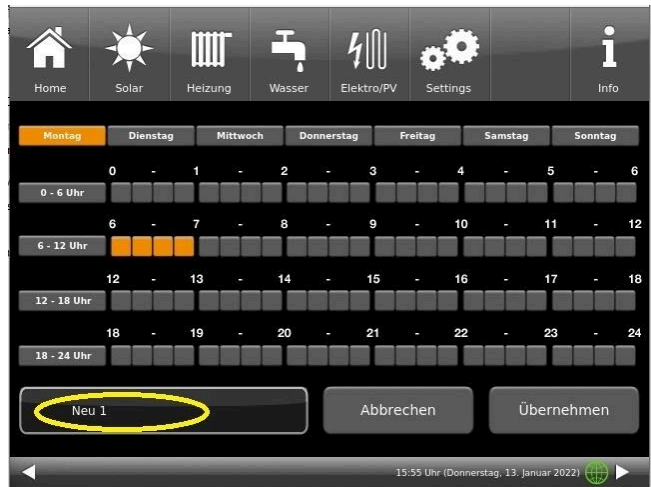 Home Solar Heizung Wasser Elektro/PV Settings Info
Montag Dienstag Mittwoch Donnerstag Freitag Samstag Sonntag
0 - 1 - 2 - 3 - 4 - 5 - 6
0 - 6 Uhr
6 - 7 - 8 - 9 - 10 - 11 - 12
6 - 12 Uhr
12 - 13 - 14 - 15 - 16 - 17 - 18
12 - 18 Uhr
18 - 19 - 20 - 21 - 22 - 23 - 24
18 - 24 Uhr
Neu 1 Abbrechen Übernehmen
15:55 Uhr (Donnerstag, 13. Januar 2022)